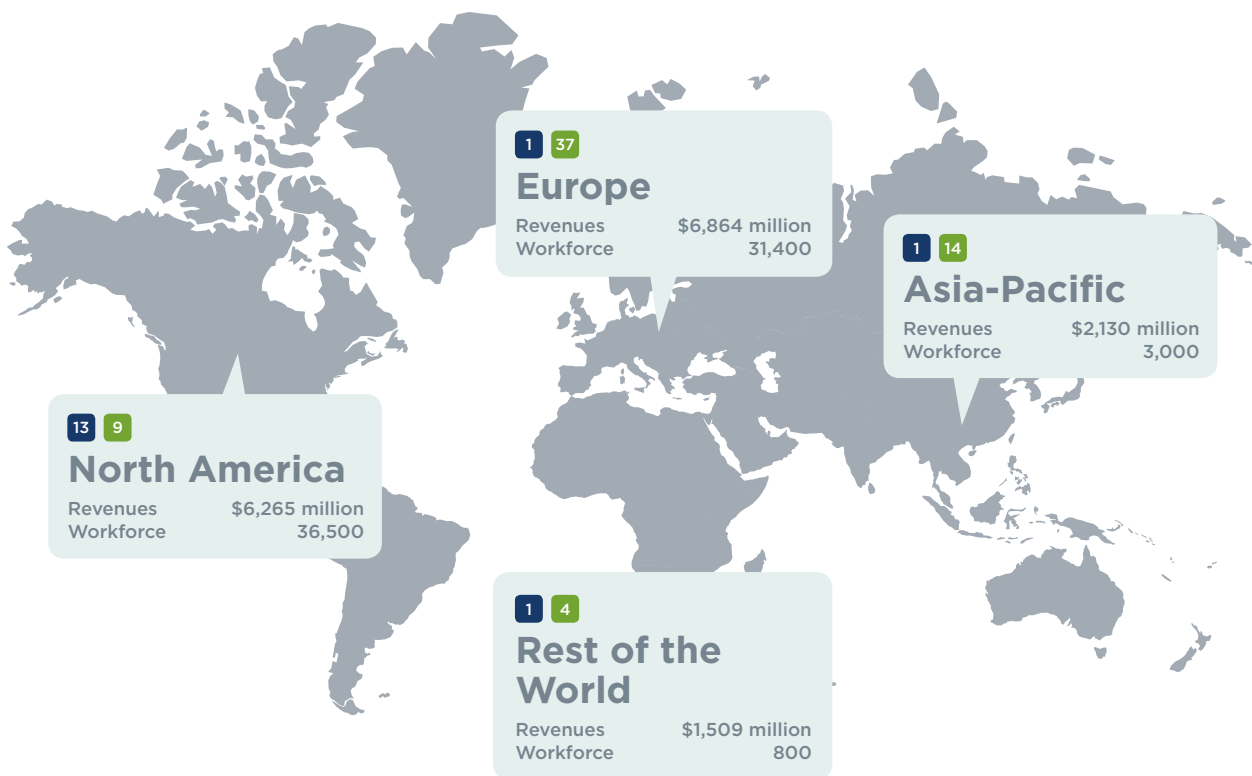 1 37
Europe
Revenues $6,864 million
Workforce 31,400
1 14
Asia-Pacific
Revenues $2,130 million
Workforce 3,000
13 9
North America
Revenues $6,265 million
Workforce 36,500
1 4
Rest of the
World
Revenues $1,509 million
Workforce 800